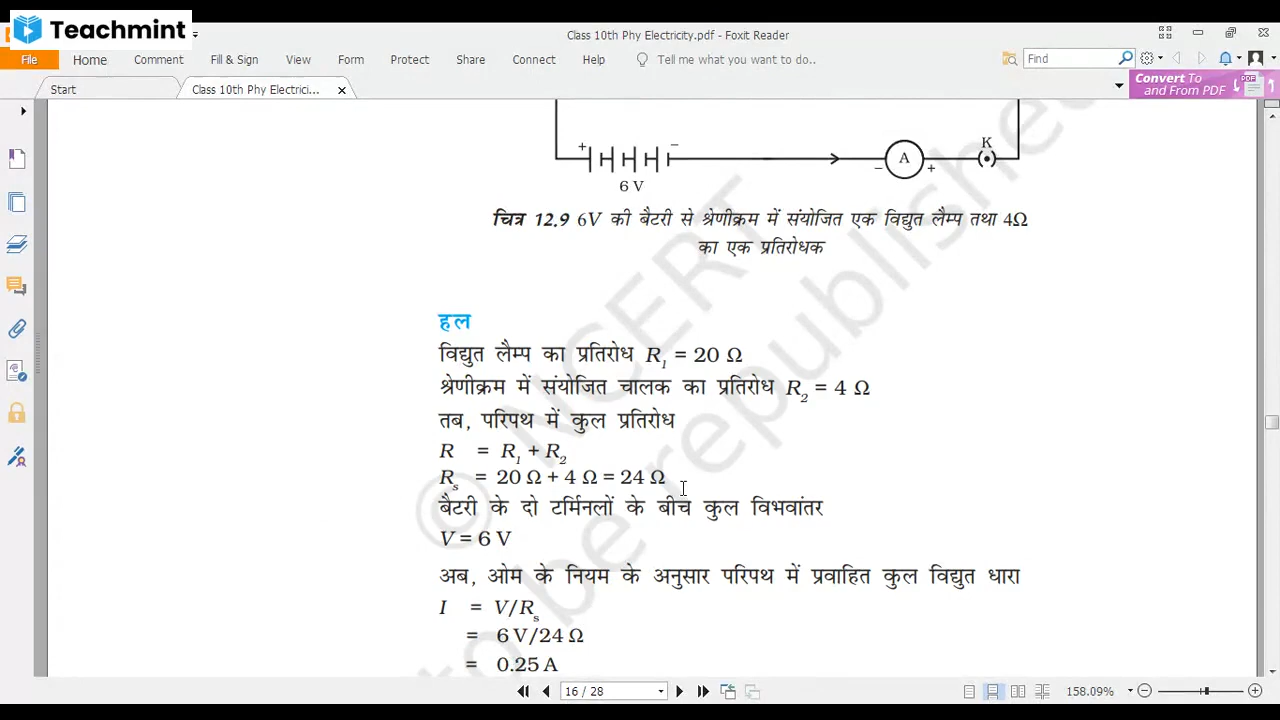 Teachmint
Class 10th Phy Electricity.pdf - Foxit Reader
File Home Comment Fill & Sign View Form Protect Share Connect Help Tell me what you want to do.. Find
Start Class 10th Phy Electrici... Convert To and From PDF
K
+ − A − +
6 V
चित्र 12.9 6V की बैटरी से श्रेणीक्रम में संयोजित एक विद्युत लैम्प तथा 4Ω
का एक प्रतिरोधक
हल
विद्युत लैम्प का प्रतिरोध R1 = 20 Ω
श्रेणीक्रम में संयोजित चालक का प्रतिरोध R2 = 4 Ω
तब, परिपथ में कुल प्रतिरोध
R = R1 + R2
Rs = 20 Ω + 4 Ω = 24 Ω
बैटरी के दो टर्मिनलों के बीच कुल विभवांतर
V = 6 V
अब, ओम के नियम के अनुसार परिपथ में प्रवाहित कुल विद्युत धारा
I = V/Rs
= 6 V/24 Ω
= 0.25 A
© NCERT
to be republished
16 / 28 158.09%